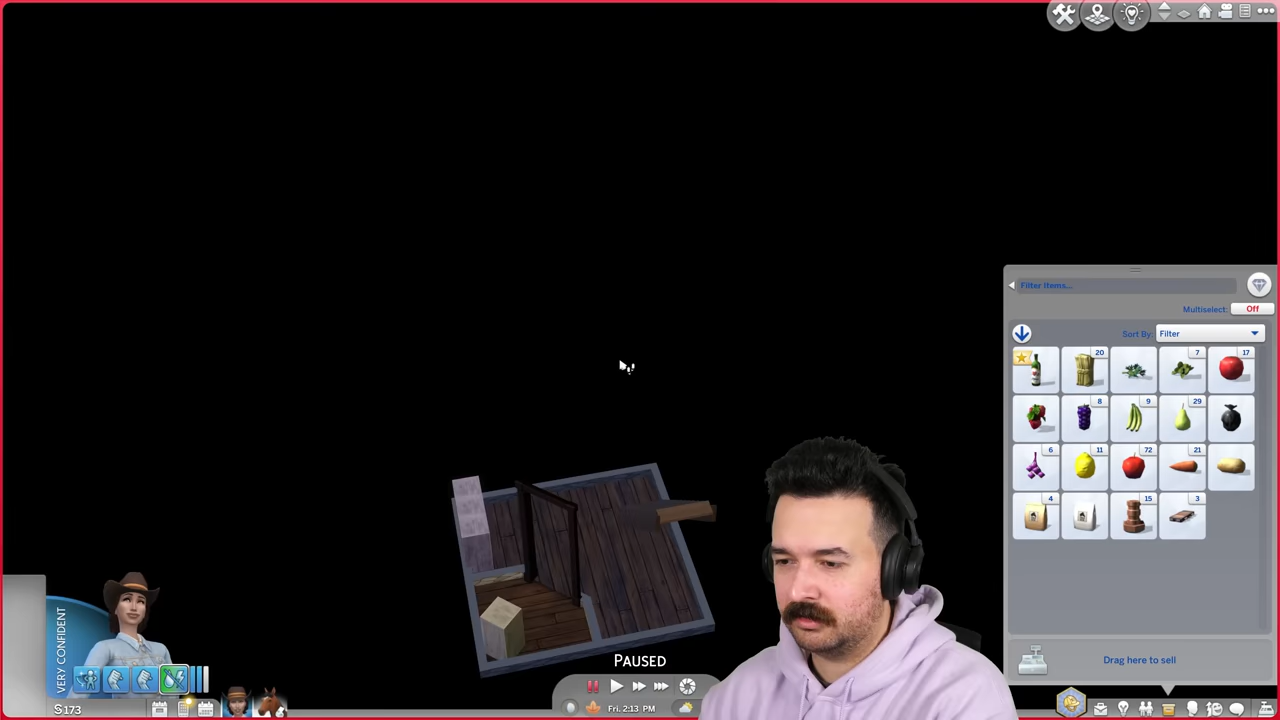 Filter Items...
Multiselect: Off
Sort By: Filter
20 7 17
8 9 29
6 11 72 21
4 15 3
Drag here to sell
PAUSED
VERY CONFIDENT
§173
Fri. 2:13 PM